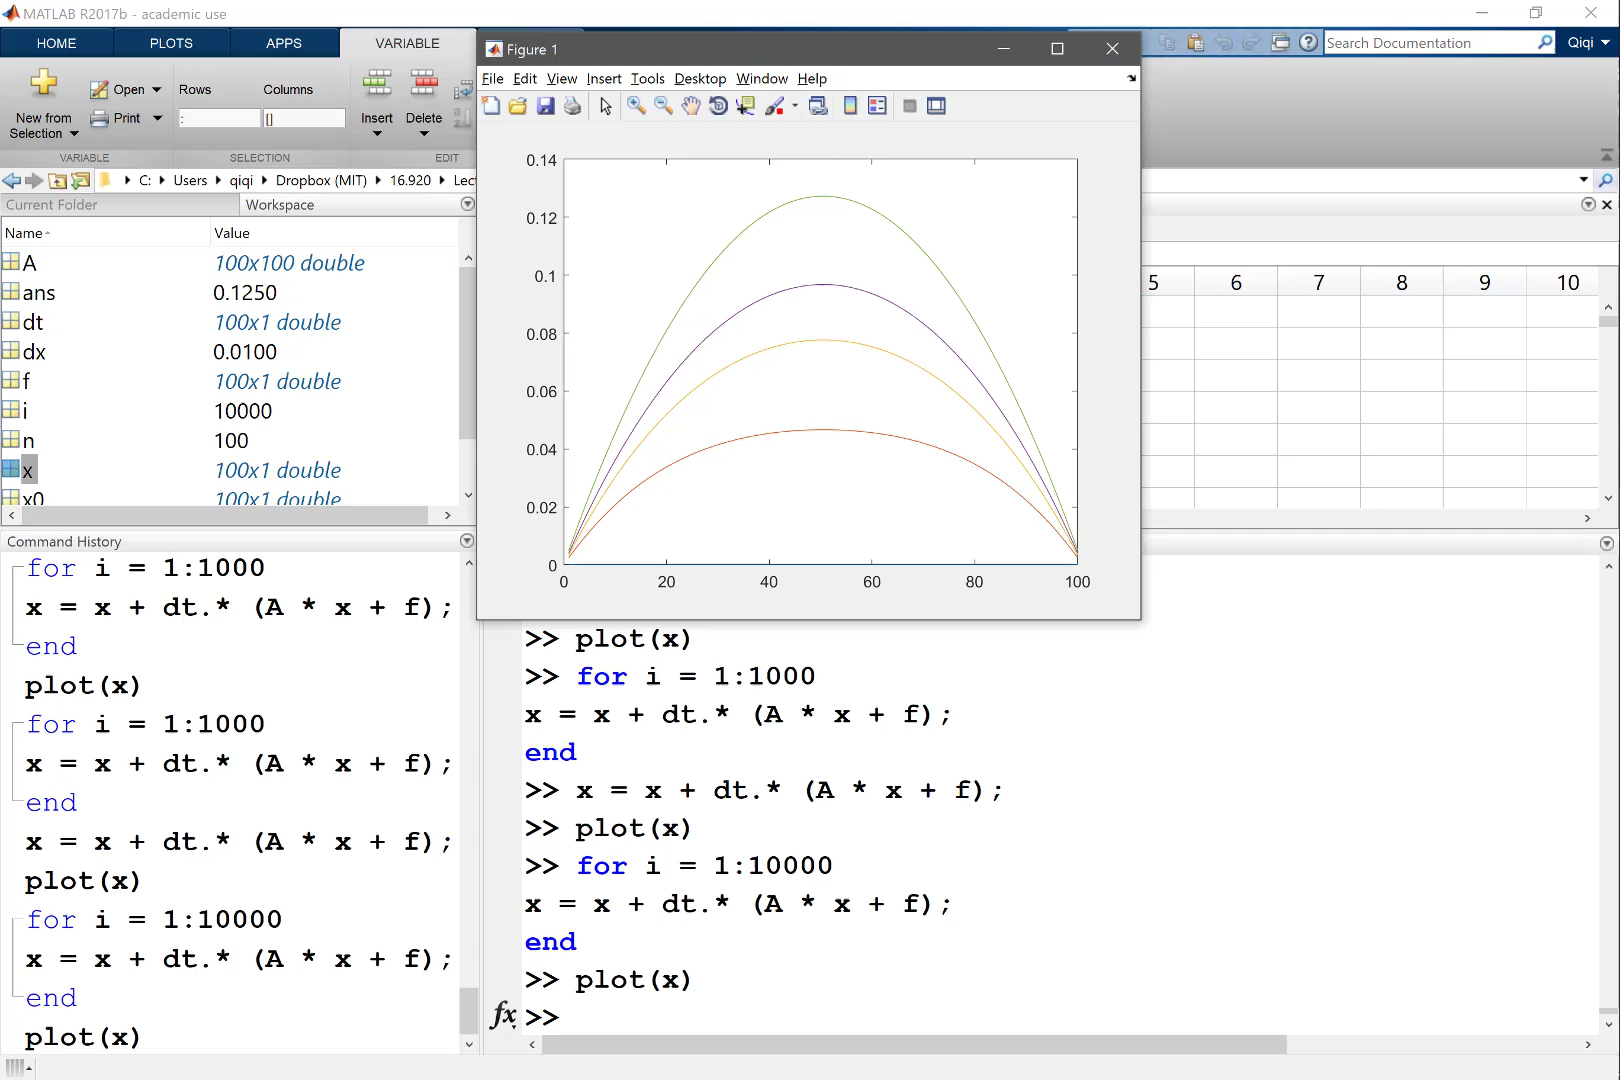 MATLAB R2017b - academic use
HOME PLOTS APPS VARIABLE
Search Documentation
Qiqi
New from
Selection
Open
Print
Rows
Columns
:
[]
Insert
Delete
VARIABLE SELECTION EDIT
C: Users qiqi Dropbox (MIT) 16.920 Lect
Current Folder
Workspace
Name
Value
A 100x100 double
ans 0.1250
dt 100x1 double
dx 0.0100
f 100x1 double
i 10000
n 100
x 100x1 double
x0 100x1 double
Command History
for i = 1:1000
x = x + dt.* (A * x + f);
end
plot(x)
for i = 1:1000
x = x + dt.* (A * x + f);
end
x = x + dt.* (A * x + f);
plot(x)
for i = 1:10000
x = x + dt.* (A * x + f);
end
plot(x)
Figure 1
File Edit View Insert Tools Desktop Window Help
0.14
0.12
0.1
0.08
0.06
0.04
0.02
0
0 20 40 60 80 100
5 6 7 8 9 10
>> plot(x)
>> for i = 1:1000
x = x + dt.* (A * x + f);
end
>> x = x + dt.* (A * x + f);
>> plot(x)
>> for i = 1:10000
x = x + dt.* (A * x + f);
end
>> plot(x)
fx >>